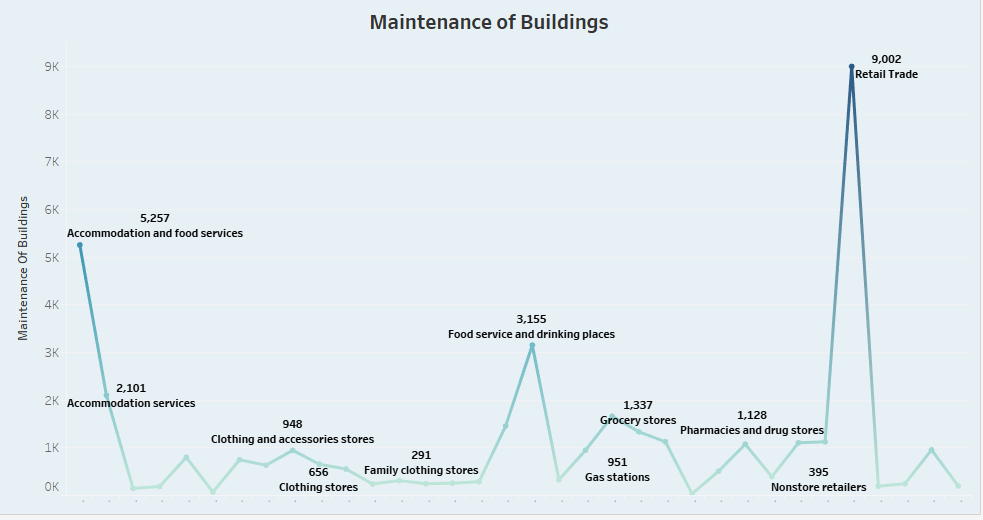 Maintenance of Buildings
Maintenance Of Buildings
9K
8K
7K
6K
5K
4K
3K
2K
1K
0K
5,257
Accommodation and food services
2,101
Accommodation services
948
Clothing and accessories stores
656
Clothing stores
291
Family clothing stores
3,155
Food service and drinking places
951
Gas stations
1,337
Grocery stores
1,128
Pharmacies and drug stores
395
Nonstore retailers
9,002
Retail Trade